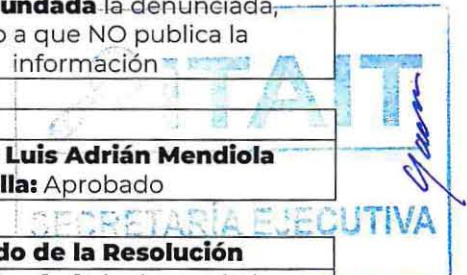 undada la denunciada,
o a que NO publica la
información
ITAIT
Luis Adrián Mendiola
lla: Aprobado
SECRETARÍA EJECUTIVA
do de la Resolución